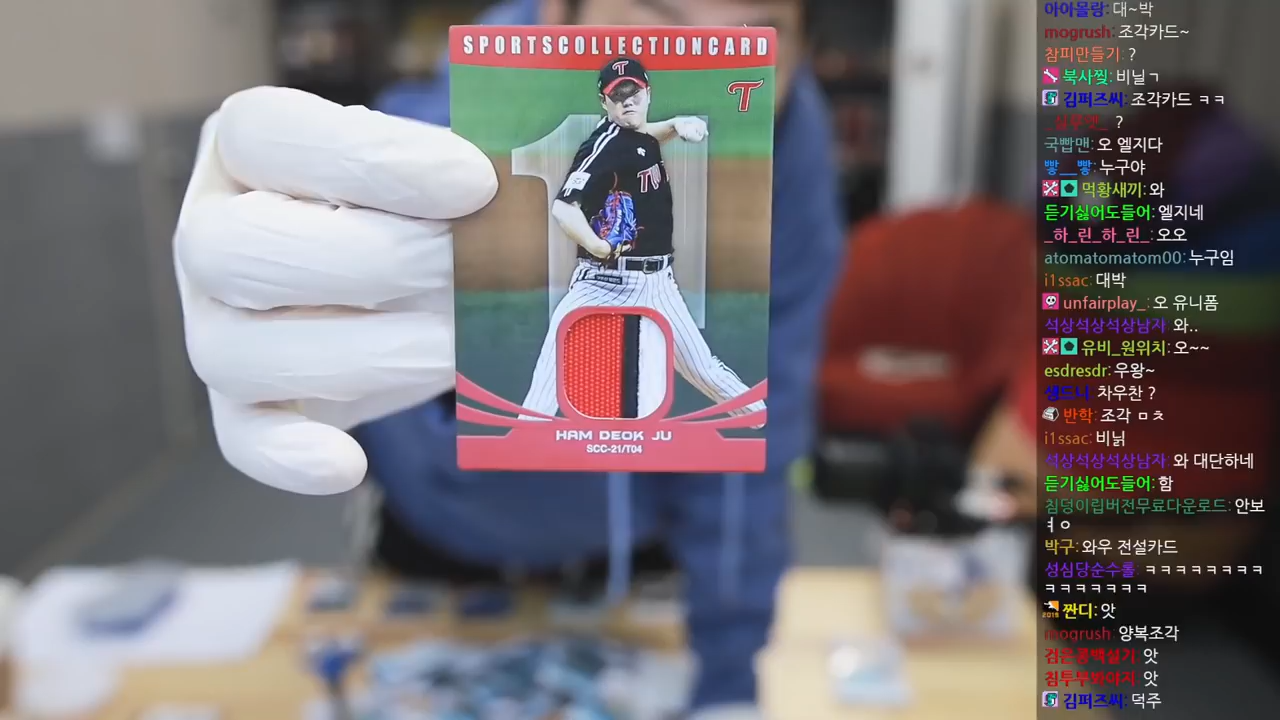 SPORTSCOLLECTIONCARD
T
T
TW
11
HAM DEOK JU
SCC-21/T04
아이몰랑: 대~박
mogrush: 조각카드~
참피만들기: ?
북사찢: 비닐ㄱ
김퍼즈씨: 조각카드 ㅋㅋ
?
국빱맨: 오 엘지다
빻__빻: 누구야
먹황새끼: 와
듣기싫어도들어: 엘지네
_하_린_하_린_: 오오
atomatomatom00: 누구임
i1ssac: 대박
unfairplay_: 오 유니폼
석상석상석상남자: 와..
유비_원위치: 오~~
esdresdr: 우왕~
생드니: 차우찬 ?
반학: 조각 ㅁㅊ
i1ssac: 비닑
석상석상석상남자: 와 대단하네
듣기싫어도들어: 함
침덩이립버전무료다운로드: 안보
ㅕㅇ
박구: 와우 전설카드
성심당순수롤: ㅋㅋㅋㅋㅋㅋㅋㅋ
ㅋㅋㅋㅋㅋㅋㅋ
짠디: 앗
mogrush: 양복조각
검은콩백설기: 앗
침투부봐야지: 앗
김퍼즈씨: 덕주